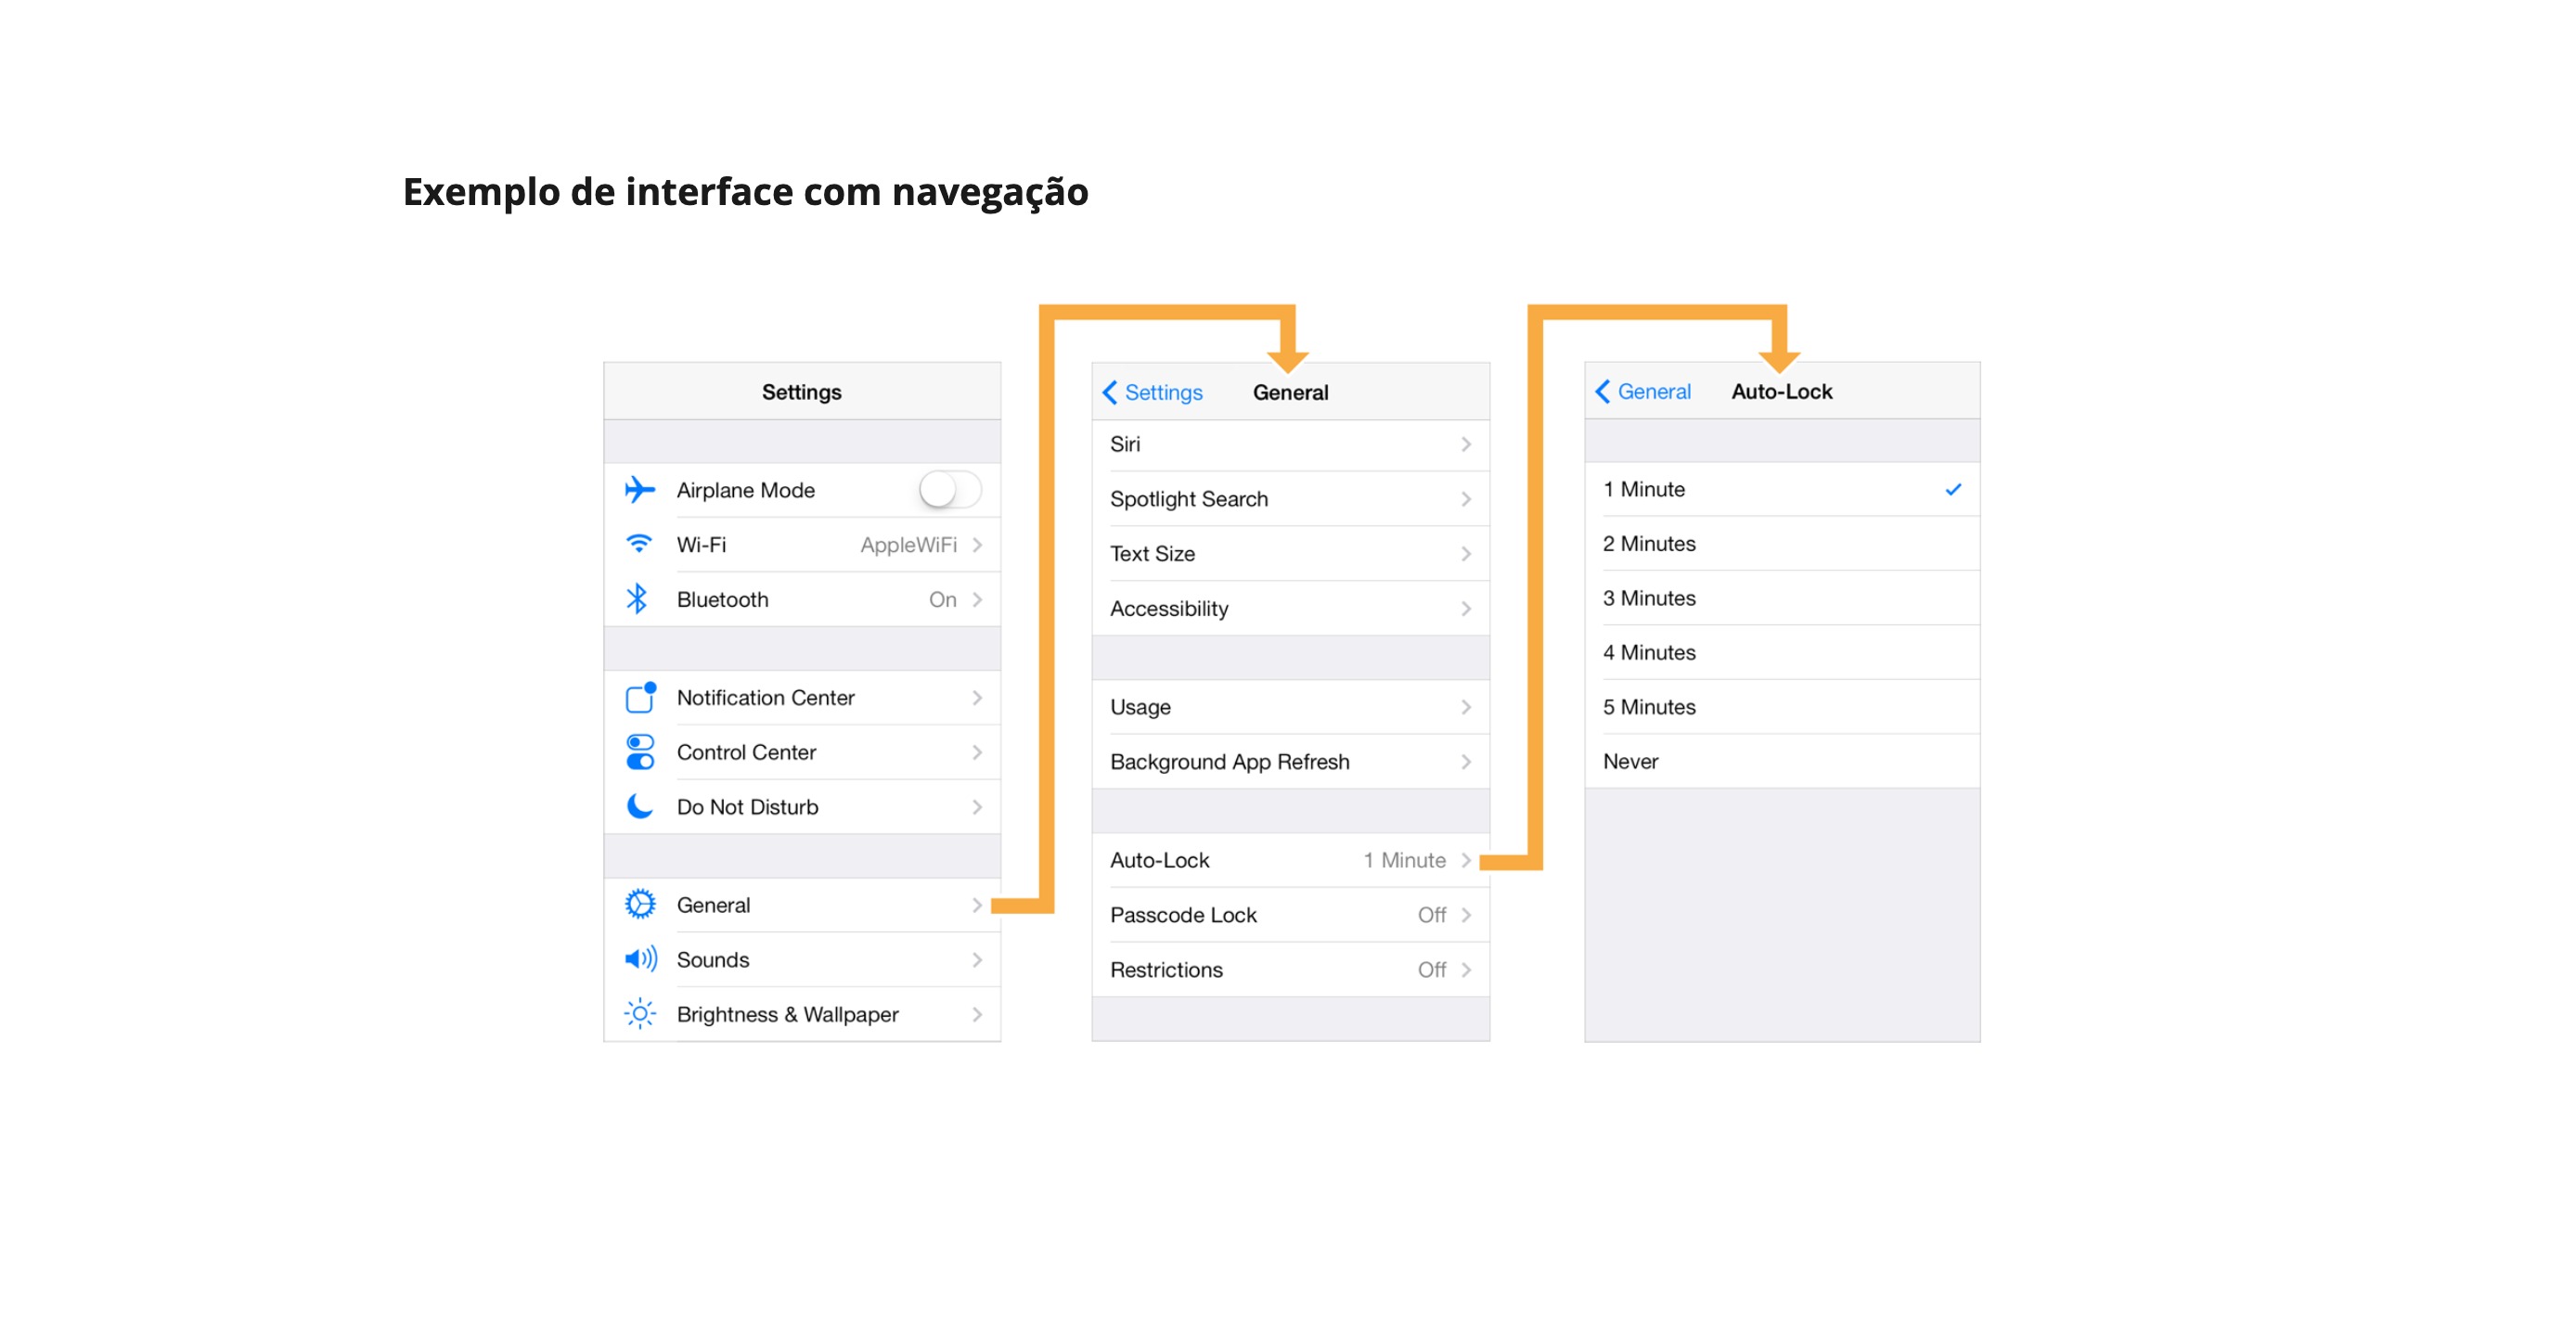 Exemplo de interface com navegação
Settings
Airplane Mode
Wi-Fi AppleWiFi
Bluetooth On
Notification Center
Control Center
Do Not Disturb
General
Sounds
Brightness & Wallpaper
Settings General
Siri
Spotlight Search
Text Size
Accessibility
Usage
Background App Refresh
Auto-Lock 1 Minute
Passcode Lock Off
Restrictions Off
General Auto-Lock
1 Minute
2 Minutes
3 Minutes
4 Minutes
5 Minutes
Never